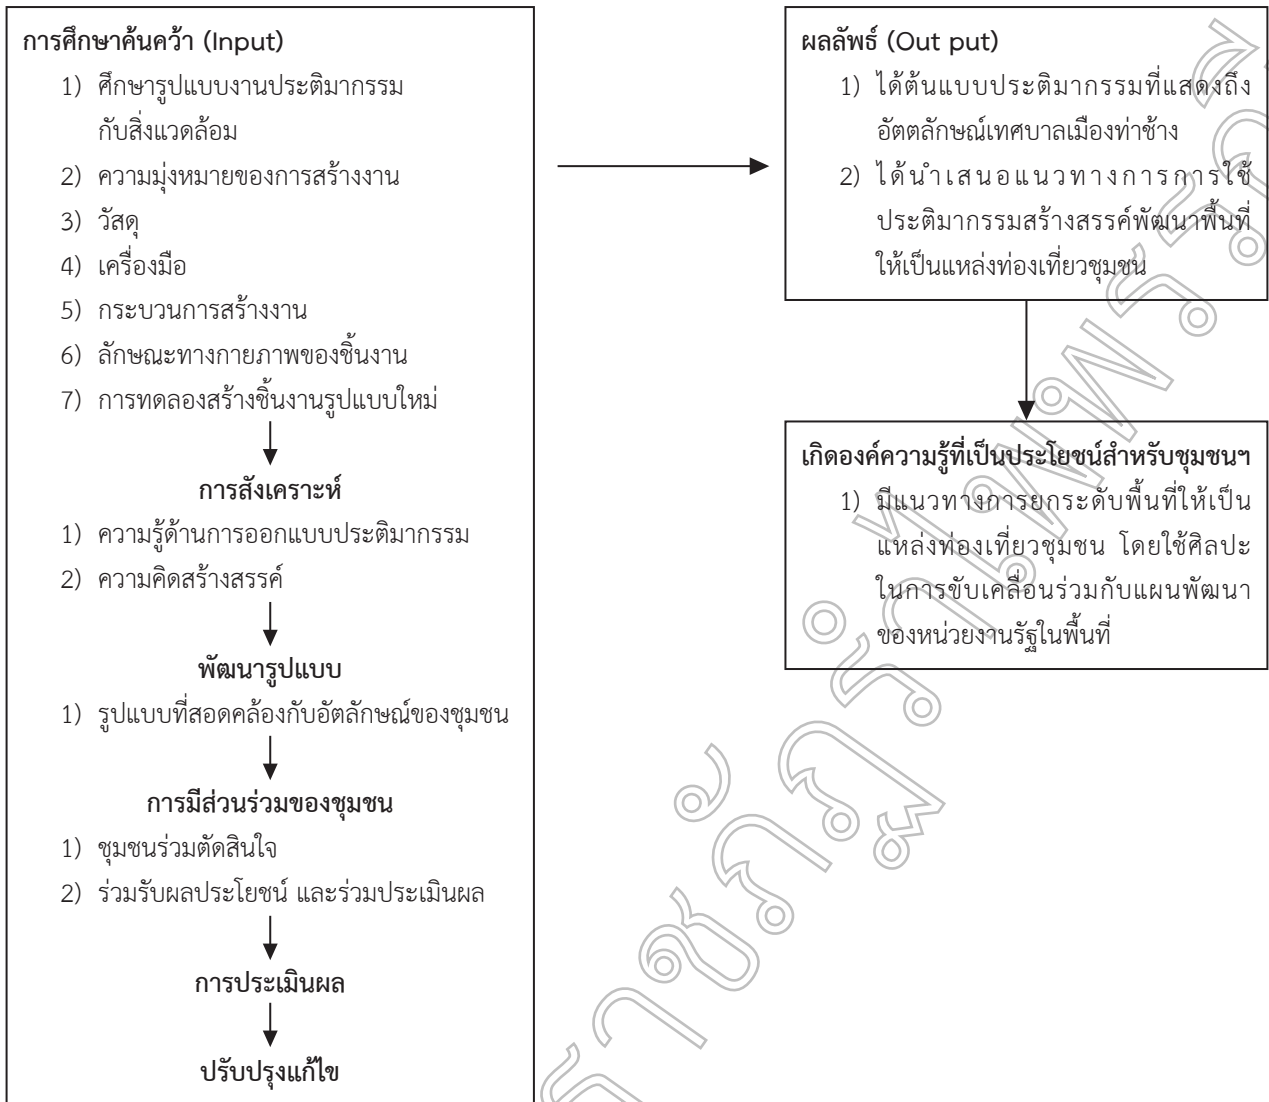 การศึกษาค้นคว้า (Input)
1) ศึกษารูปแบบงานประติมากรรม
กับสิ่งแวดล้อม
2) ความมุ่งหมายของการสร้างงาน
3) วัสดุ
4) เครื่องมือ
5) กระบวนการสร้างงาน
6) ลักษณะทางกายภาพของชิ้นงาน
7) การทดลองสร้างชิ้นงานรูปแบบใหม่
การสังเคราะห์
1) ความรู้ด้านการออกแบบประติมากรรม
2) ความคิดสร้างสรรค์
พัฒนารูปแบบ
1) รูปแบบที่สอดคล้องกับอัตลักษณ์ของชุมชน
การมีส่วนร่วมของชุมชน
1) ชุมชนร่วมตัดสินใจ
2) ร่วมรับผลประโยชน์ และร่วมประเมินผล
การประเมินผล
ปรับปรุงแก้ไข
ผลลัพธ์ (Out put)
1) ได้ต้นแบบประติมากรรมที่แสดงถึง
อัตตลักษณ์เทศบาลเมืองท่าช้าง
2) ได้นำเสนอแนวทางการการใช้
ประติมากรรมสร้างสรรค์พัฒนาพื้นที่
ให้เป็นแหล่งท่องเที่ยวชุมชน
เกิดองค์ความรู้ที่เป็นประโยชน์สำหรับชุมชนฯ
1) มีแนวทางการยกระดับพื้นที่ให้เป็น
แหล่งท่องเที่ยวชุมชน โดยใช้ศิลปะ
ในการขับเคลื่อนร่วมกับแผนพัฒนา
ของหน่วยงานรัฐในพื้นที่
ราชภัฏรำไพพรรณ